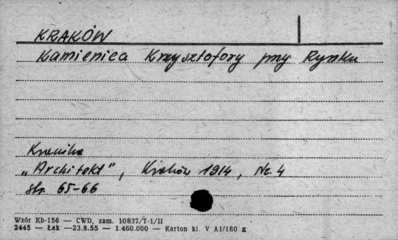 KRAKÓW
Kamienica Krzysztofory przy Rynku
Kronika
„Architekt", Kraków 1914, Nr. 4
str. 65-66
Wzór Kb-156 — CWD, zam. 10837/T-1/II
2445 — Łak —23.8.55 — 1.460.000 — Karton kl. V A1/160 g